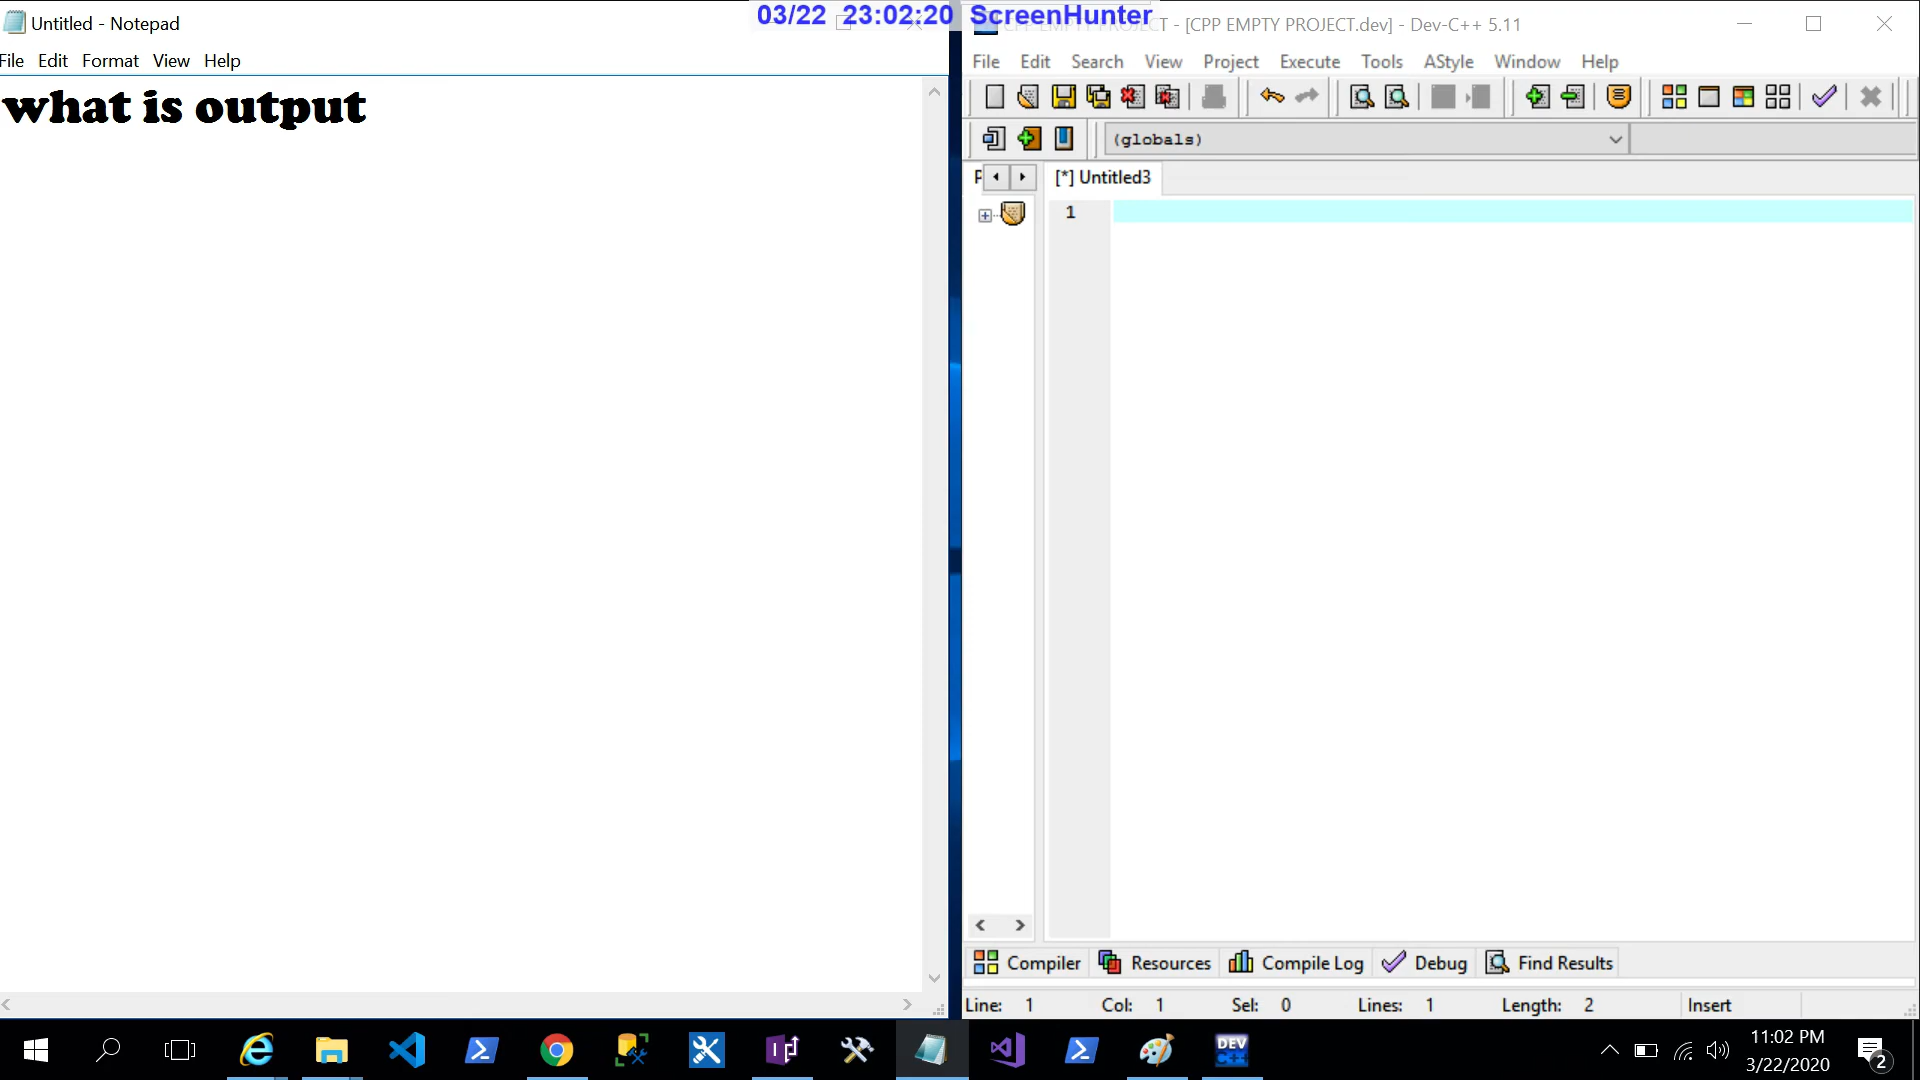 03/22 23:02:20 ScreenHunter
Untitled - Notepad
File Edit Format View Help
what is output
T - [CPP EMPTY PROJECT.dev] - Dev-C++ 5.11
File Edit Search View Project Execute Tools AStyle Window Help
(globals)
[*] Untitled3
1
Compiler Resources Compile Log Debug Find Results
Line: 1 Col: 1 Sel: 0 Lines: 1 Length: 2 Insert
DEV
C++
11:02 PM
3/22/2020
2